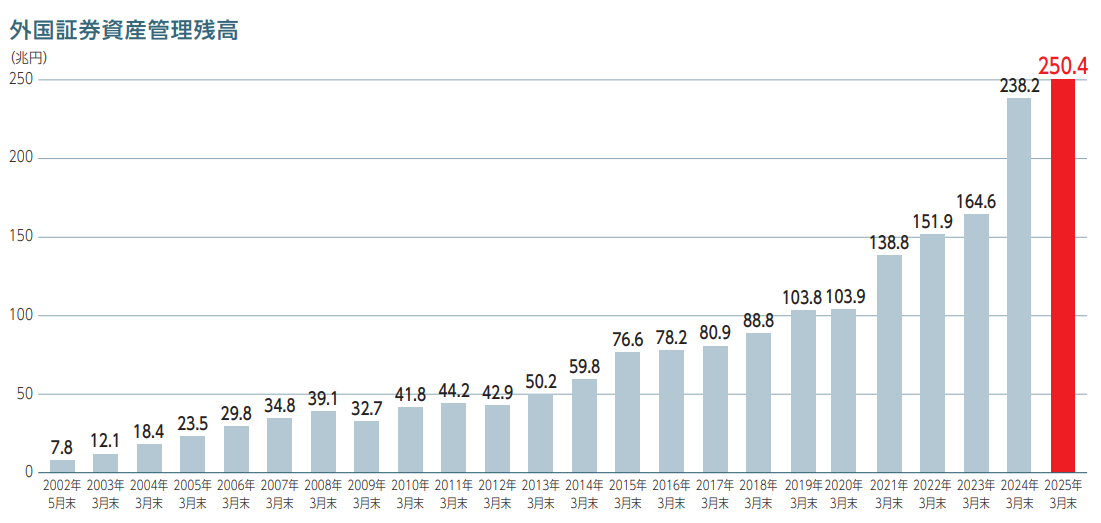 外国証券資産管理残高
(兆円)
250
200
150
100
50
0
7.8
12.1
18.4
23.5
29.8
34.8
39.1
32.7
41.8
44.2
42.9
50.2
59.8
76.6
78.2
80.9
88.8
103.8
103.9
138.8
151.9
164.6
238.2
250.4
2002年
5月末
2003年
3月末
2004年
3月末
2005年
3月末
2006年
3月末
2007年
3月末
2008年
3月末
2009年
3月末
2010年
3月末
2011年
3月末
2012年
3月末
2013年
3月末
2014年
3月末
2015年
3月末
2016年
3月末
2017年
3月末
2018年
3月末
2019年
3月末
2020年
3月末
2021年
3月末
2022年
3月末
2023年
3月末
2024年
3月末
2025年
3月末